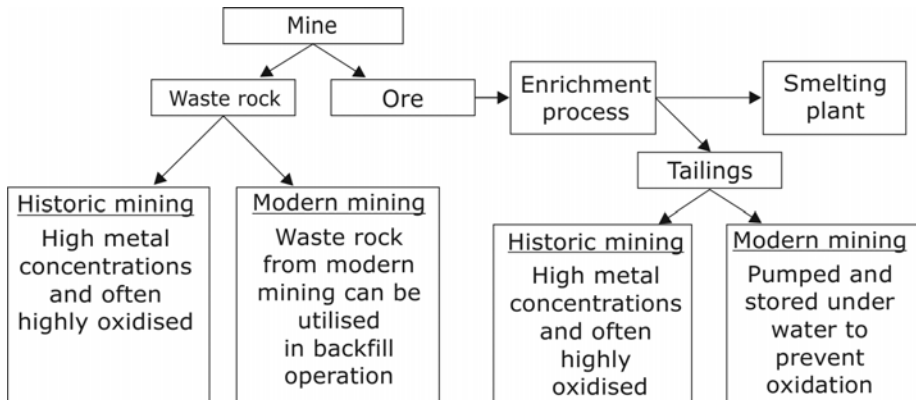 Mine
Waste rock
Ore
Enrichment
process
Smelting
plant
Tailings
Historic mining
High metal
concentrations
and often
highly oxidised
Modern mining
Waste rock
from modern
mining can be
utilised
in backfill
operation
Historic mining
High metal
concentrations
and often
highly
oxidised
Modern mining
Pumped and
stored under
water to
prevent
oxidation